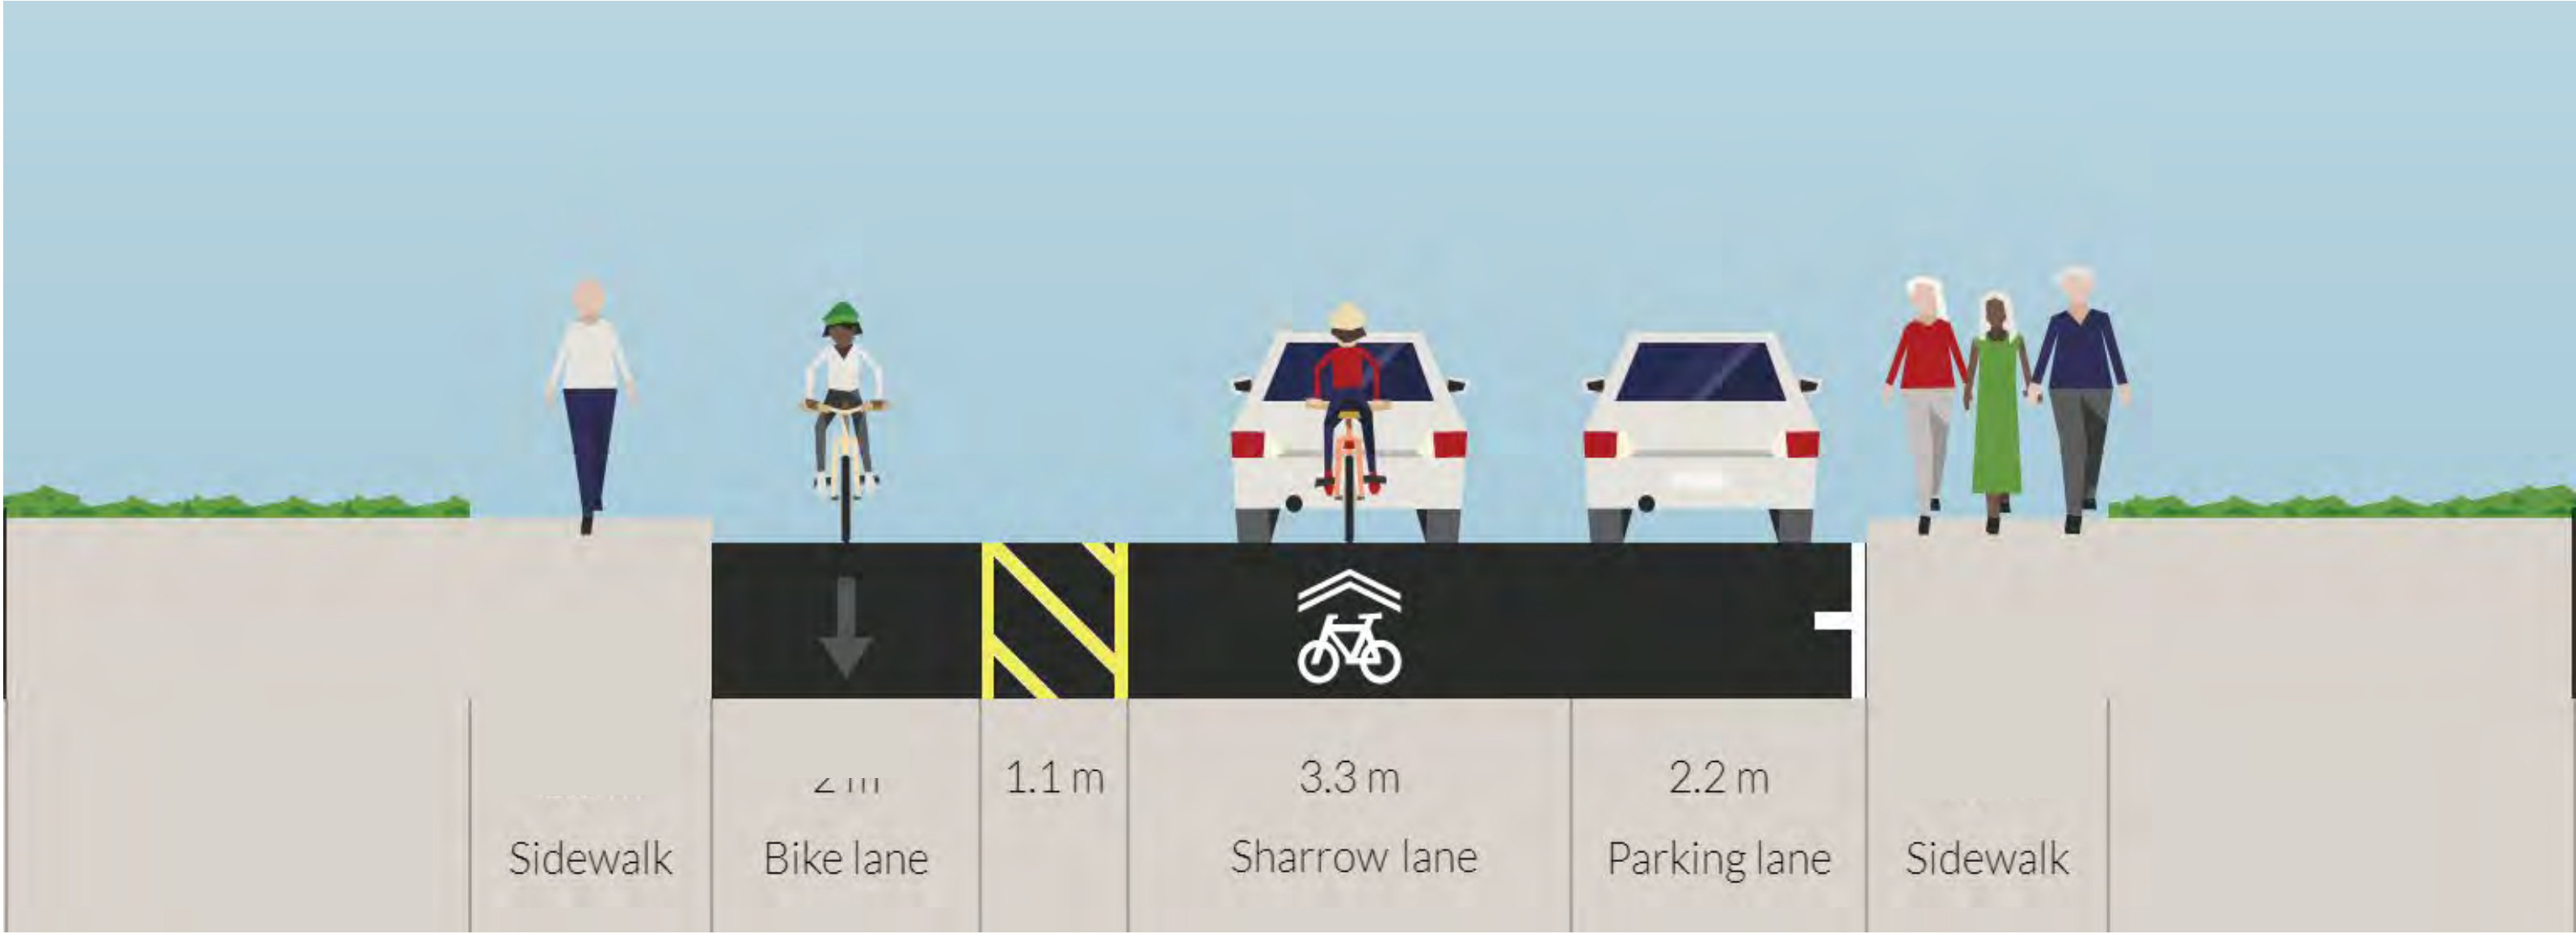 1.1 m
3.3 m
2.2 m
Sidewalk
Bike lane
Sharrow lane
Parking lane
Sidewalk